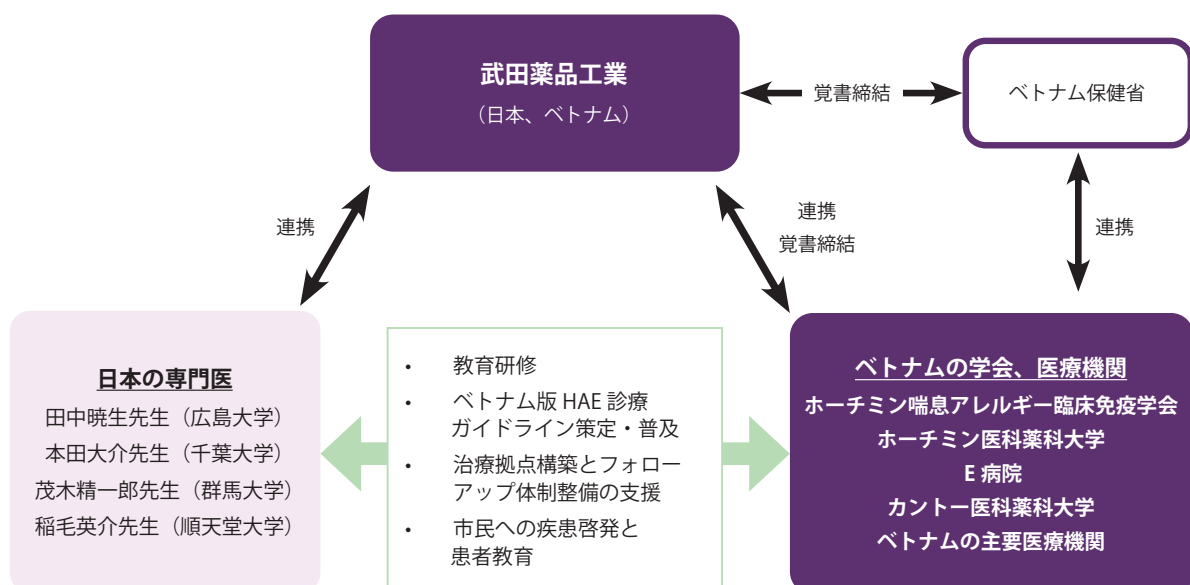 武田薬品工業
(日本、ベトナム)
覚書締結
ベトナム保健省
連携
連携
覚書締結
連携
日本の専門医
田中暁生先生（広島大学）
本田大介先生（千葉大学）
茂木精一郎先生（群馬大学）
稲毛英介先生（順天堂大学）
• 教育研修
• ベトナム版 HAE 診療
ガイドライン策定・普及
• 治療拠点構築とフォロー
アップ体制整備の支援
• 市民への疾患啓発と
患者教育
ベトナムの学会、医療機関
ホーチミン喘息アレルギー臨床免疫学会
ホーチミン医科薬科大学
E 病院
カントー医科薬科大学
ベトナムの主要医療機関